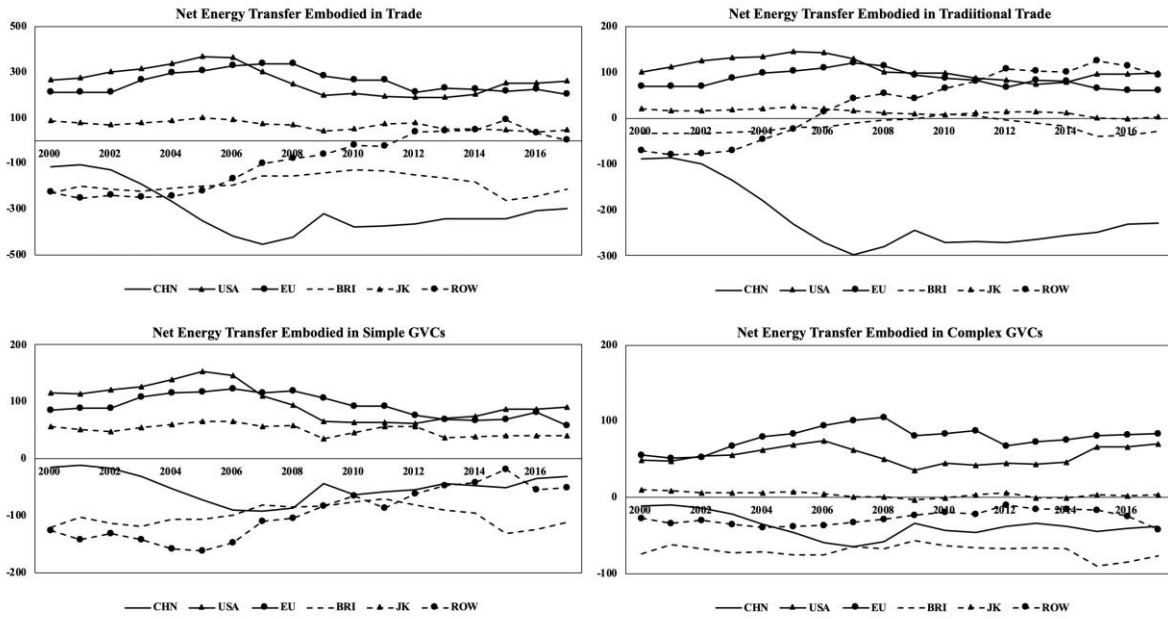 Net Energy Transfer Embodied in Trade
500
300
100
-100
-300
-500
2000 2002 2004 2006 2008 2010 2012 2014 2016
CHN USA EU BRI JK ROW
Net Energy Transfer Embodied in Tradiitional Trade
200
100
0
-100
-200
-300
2000 2002 2004 2006 2008 2010 2012 2014 2016
CHN USA EU BRI JK ROW
Net Energy Transfer Embodied in Simple GVCs
200
100
0
-100
-200
2000 2002 2004 2006 2008 2010 2012 2014 2016
CHN USA EU BRI JK ROW
Net Energy Transfer Embodied in Complex GVCs
200
100
0
-100
2000 2002 2004 2006 2008 2010 2012 2014 2016
CHN USA EU BRI JK ROW